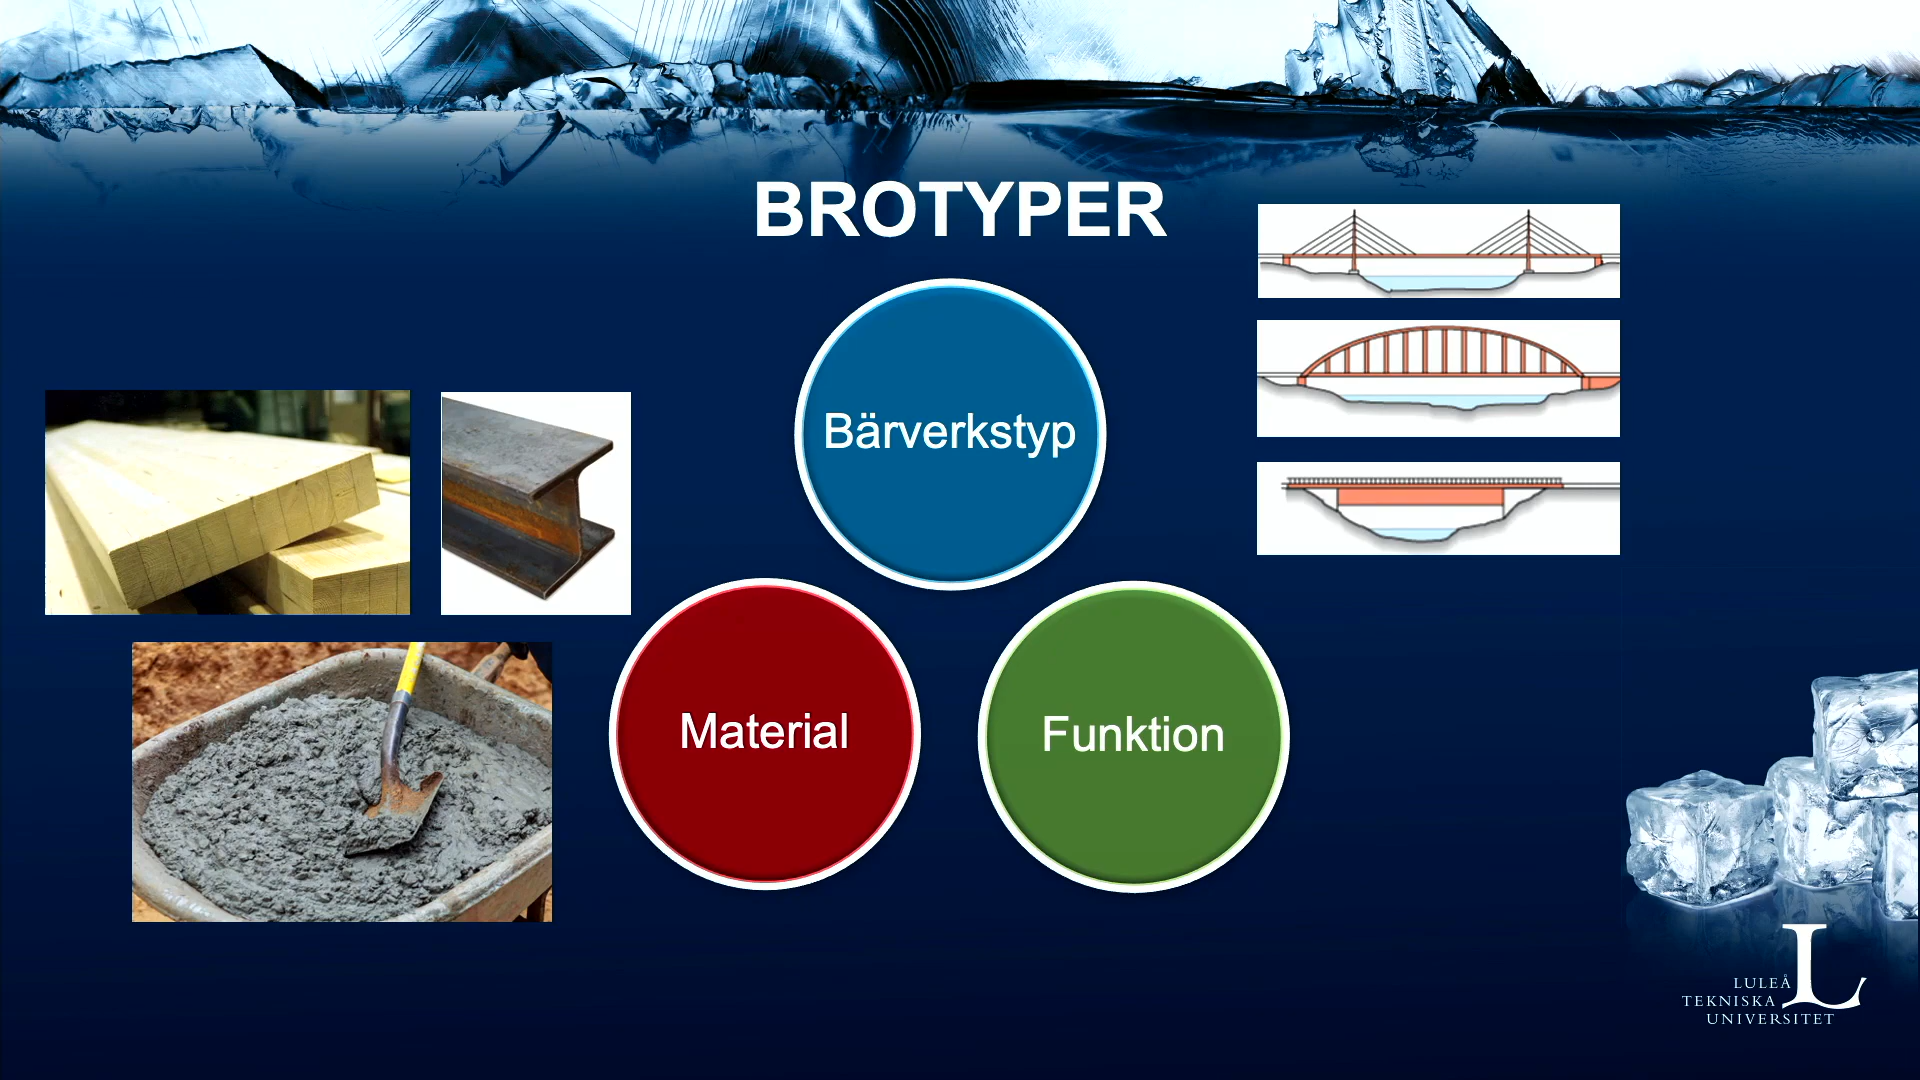 BROTYPER
Bärverkstyp
Material
Funktion
LULEÅ
TEKNISKA
UNIVERSITET